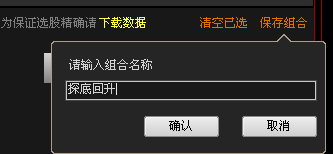 为保证选股精确请下载数据 清空已选 保存组合
请输入组合名称
探底回升
确认 取消